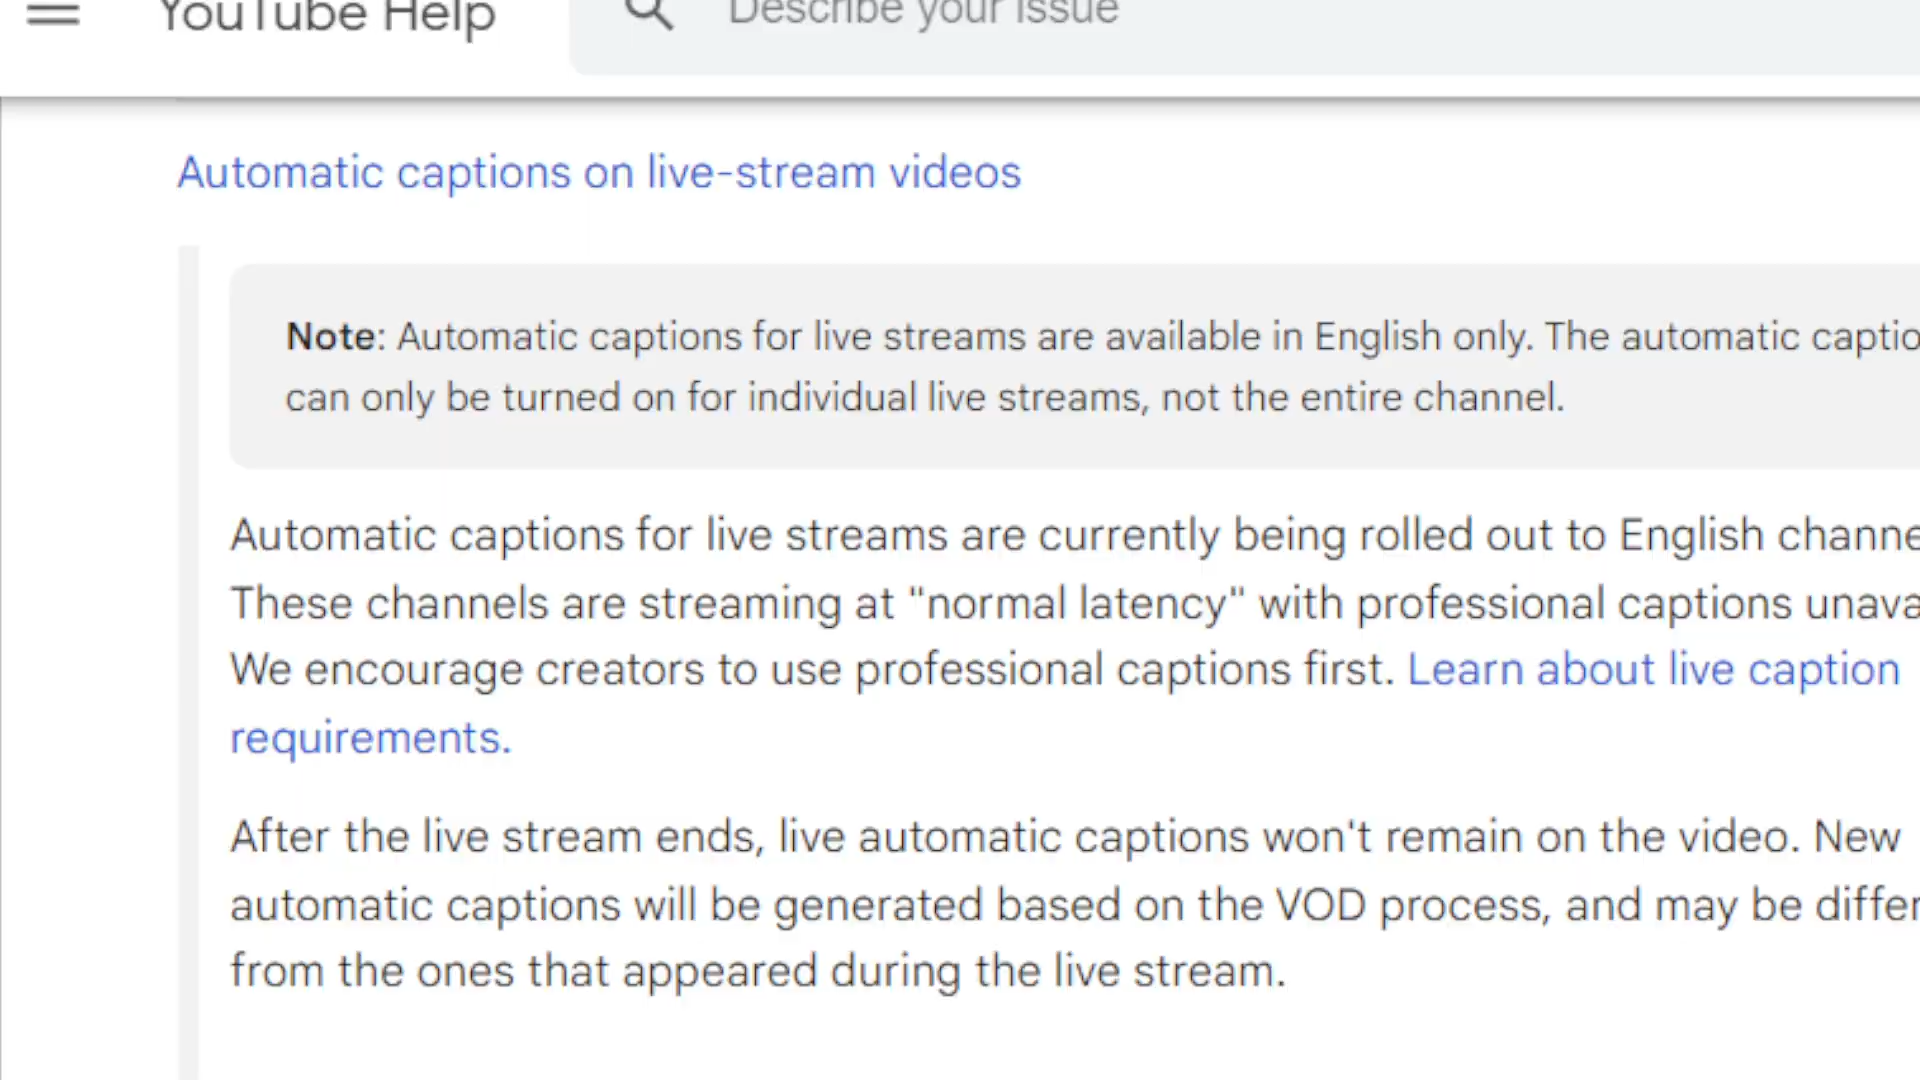 YouTube Help
Describe your issue
Automatic captions on live-stream videos
Note: Automatic captions for live streams are available in English only. The automatic
can only be turned on for individual live streams, not the entire channel.
Automatic captions for live streams are currently being rolled out to English
These channels are streaming at "normal latency" with professional captions
We encourage creators to use professional captions first. Learn about live caption
requirements.
After the live stream ends, live automatic captions won't remain on the video. New
automatic captions will be generated based on the VOD process, and may be
from the ones that appeared during the live stream.